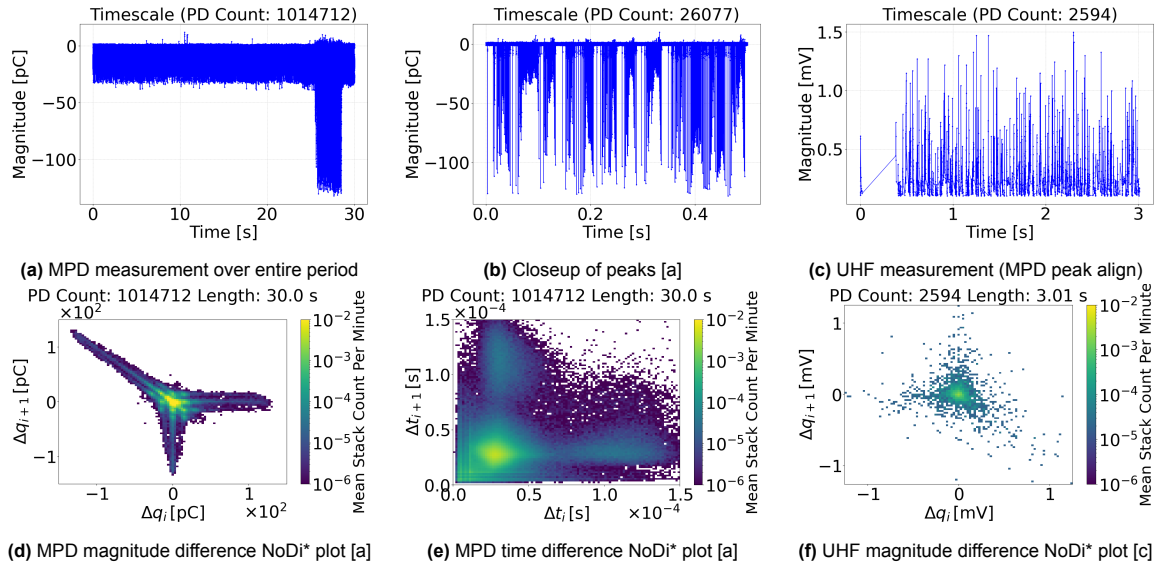 Timescale (PD Count: 1014712)
Magnitude [pC]
0
−50
−100
0
10
20
30
Time [s]
(a) MPD measurement over entire period
Timescale (PD Count: 26077)
Magnitude [pC]
0
−50
−100
0.0
0.2
0.4
Time [s]
(b) Closeup of peaks [a]
Timescale (PD Count: 2594)
Magnitude [mV]
1.5
1.0
0.5
0
1
2
3
Time [s]
(c) UHF measurement (MPD peak align)
PD Count: 1014712 Length: 30.0 s
×10²
Δqᵢ₊₁ [pC]
1
0
−1
−1
0
1
Δqᵢ [pC]
×10²
10⁻²
10⁻³
10⁻⁴
10⁻⁵
10⁻⁶
Mean Stack Count Per Minute
(d) MPD magnitude difference NoDi* plot [a]
PD Count: 1014712 Length: 30.0 s
×10⁻⁴
Δtᵢ₊₁ [s]
1.5
1.0
0.5
0.0
0.0
0.5
1.0
1.5
Δtᵢ [s]
×10⁻⁴
10⁻²
10⁻³
10⁻⁴
10⁻⁵
10⁻⁶
Mean Stack Count Per Minute
(e) MPD time difference NoDi* plot [a]
PD Count: 2594 Length: 3.01 s
Δqᵢ₊₁ [mV]
1
0
−1
−1
0
1
Δqᵢ [mV]
10⁻²
10⁻³
10⁻⁴
10⁻⁵
10⁻⁶
Mean Stack Count Per Minute
(f) UHF magnitude difference NoDi* plot [c]